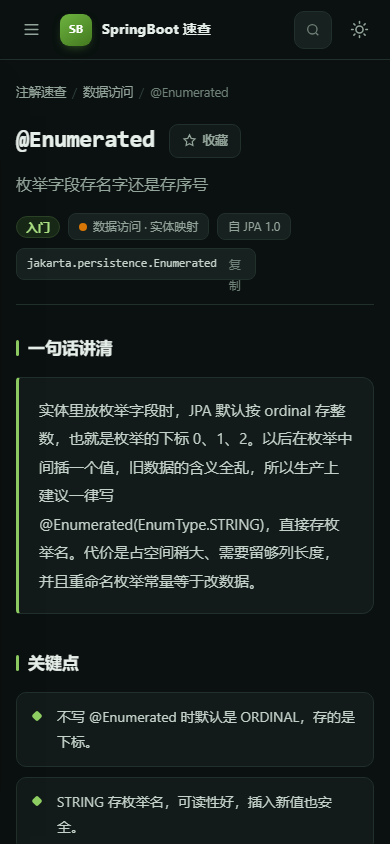 SB SpringBoot 速查
注解速查 / 数据访问 / @Enumerated
@Enumerated 收藏
枚举字段存名字还是存序号
入门 数据访问 · 实体映射 自 JPA 1.0
jakarta.persistence.Enumerated 复
制
一句话讲清
实体里放枚举字段时，JPA 默认按 ordinal 存整
数，也就是枚举的下标 0、1、2。以后在枚举中
间插一个值，旧数据的含义全乱，所以生产上
建议一律写
@Enumerated(EnumType.STRING)，直接存枚
举名。代价是占空间稍大、需要留够列长度，
并且重命名枚举常量等于改数据。
关键点
不写 @Enumerated 时默认是 ORDINAL，存的是
下标。
STRING 存枚举名，可读性好，插入新值也安
全。